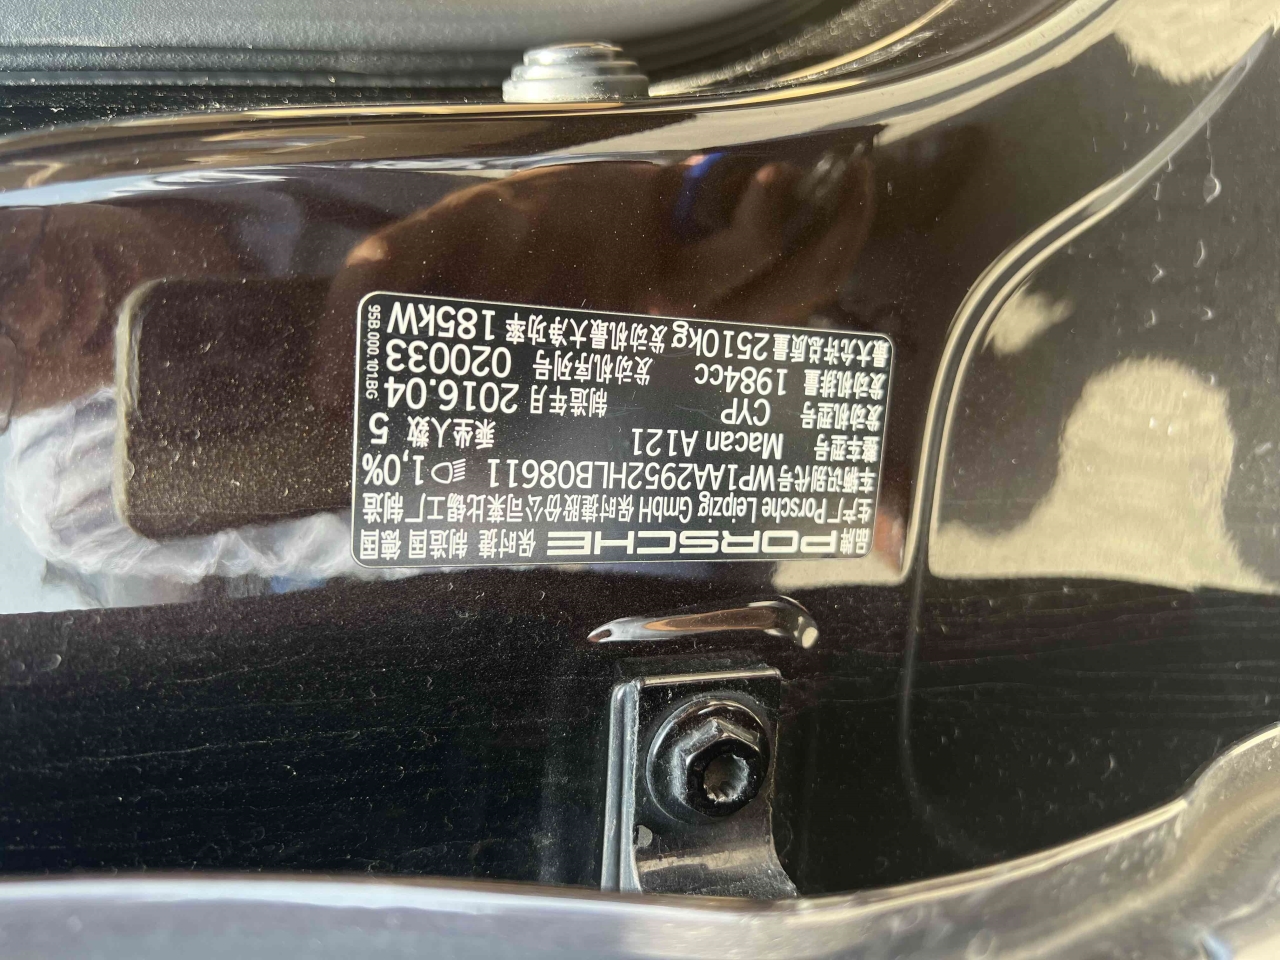 品牌 PORSCHE 保时捷 制造国 德国
生产厂 Porsche Leipzig GmbH 保时捷股份公司莱比锡工厂 制造
车辆识别代号 WP1AA2952HLB08611 1,0%
整车型号 Macan A121 乘坐人数 5
发动机型号 CYP 制造年月 2016.04
发动机排量 1984cc 发动机序列号 020033
最大允许总质量 2510kg 发动机最大净功率 185kW
95B.000.101.BG